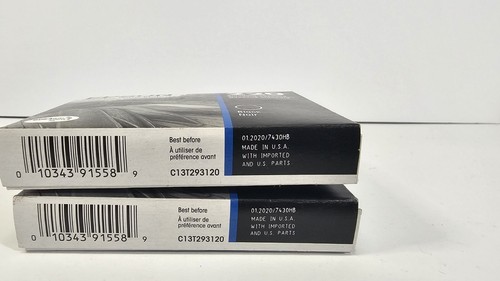 Black
Noir
Best before
À utiliser de
préférence avant
C13T293120
01.2020/7430HB
MADE IN U.S.A.
WITH IMPORTED
AND U.S. PARTS
0 10343 91558 9
Best before
À utiliser de
préférence avant
C13T293120
01.2020/7430HB
MADE IN U.S.A.
WITH IMPORTED
AND U.S. PARTS
0 10343 91558 9